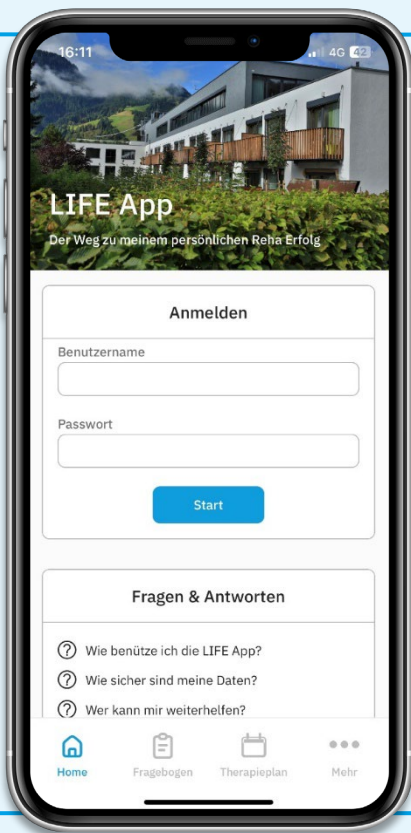 16:11 4G 42
LIFE App
Der Weg zu meinem persönlichen Reha Erfolg
Anmelden
Benutzername
Passwort
Start
Fragen & Antworten
Wie benütze ich die LIFE App?
Wie sicher sind meine Daten?
Wer kann mir weiterhelfen?
Home Fragebogen Therapieplan Mehr